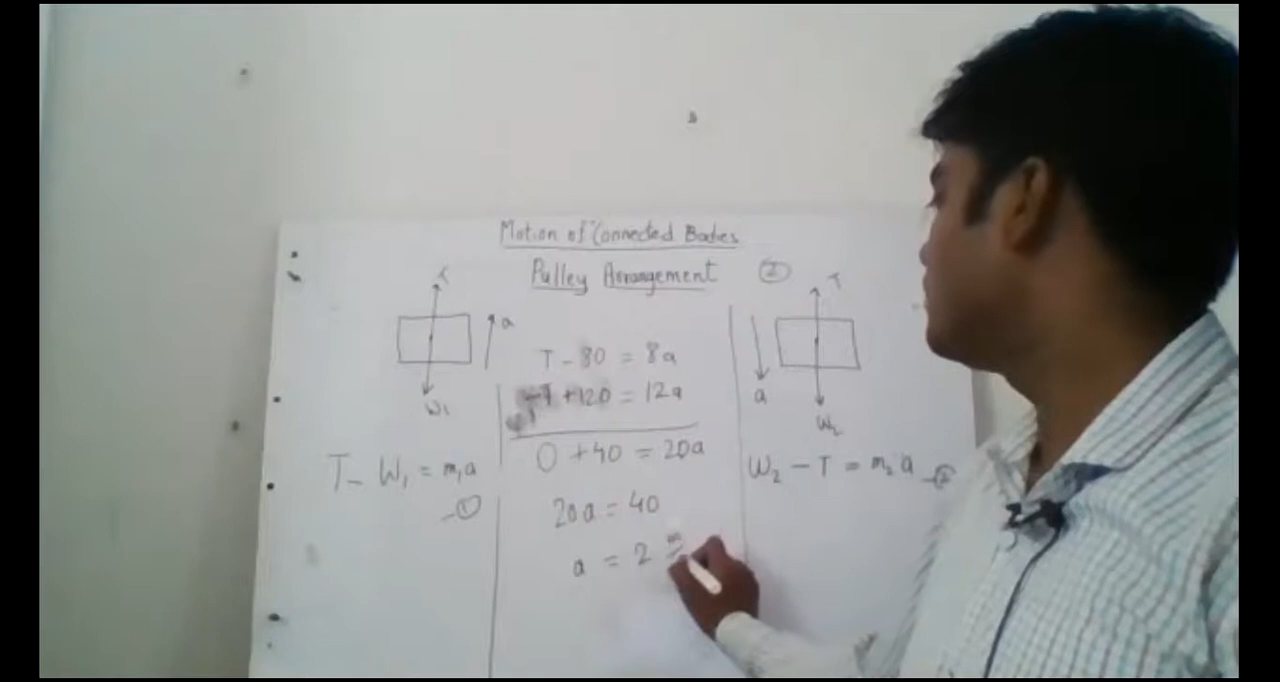 Motion of Connected Bodies
Pulley Arrangement ②
T
a
W₁
T - W₁ = m₁a
-①
T - 80 = 8a
-T + 120 = 12a
0 + 40 = 20a
20a = 40
a = 2 m
T
a
W₂
W₂ - T = m₂a -②